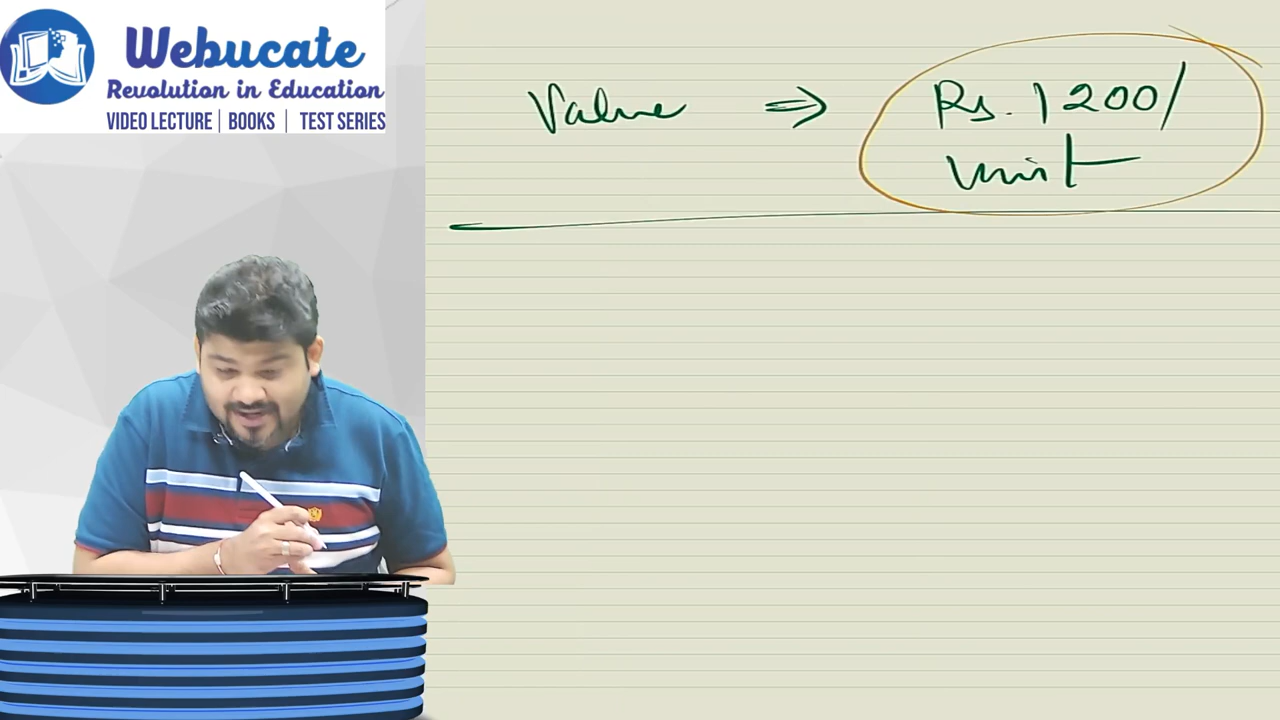 Webucate
Revolution in Education
VIDEO LECTURE | BOOKS | TEST SERIES
Value ⇒ Rs. 1200/
Unit